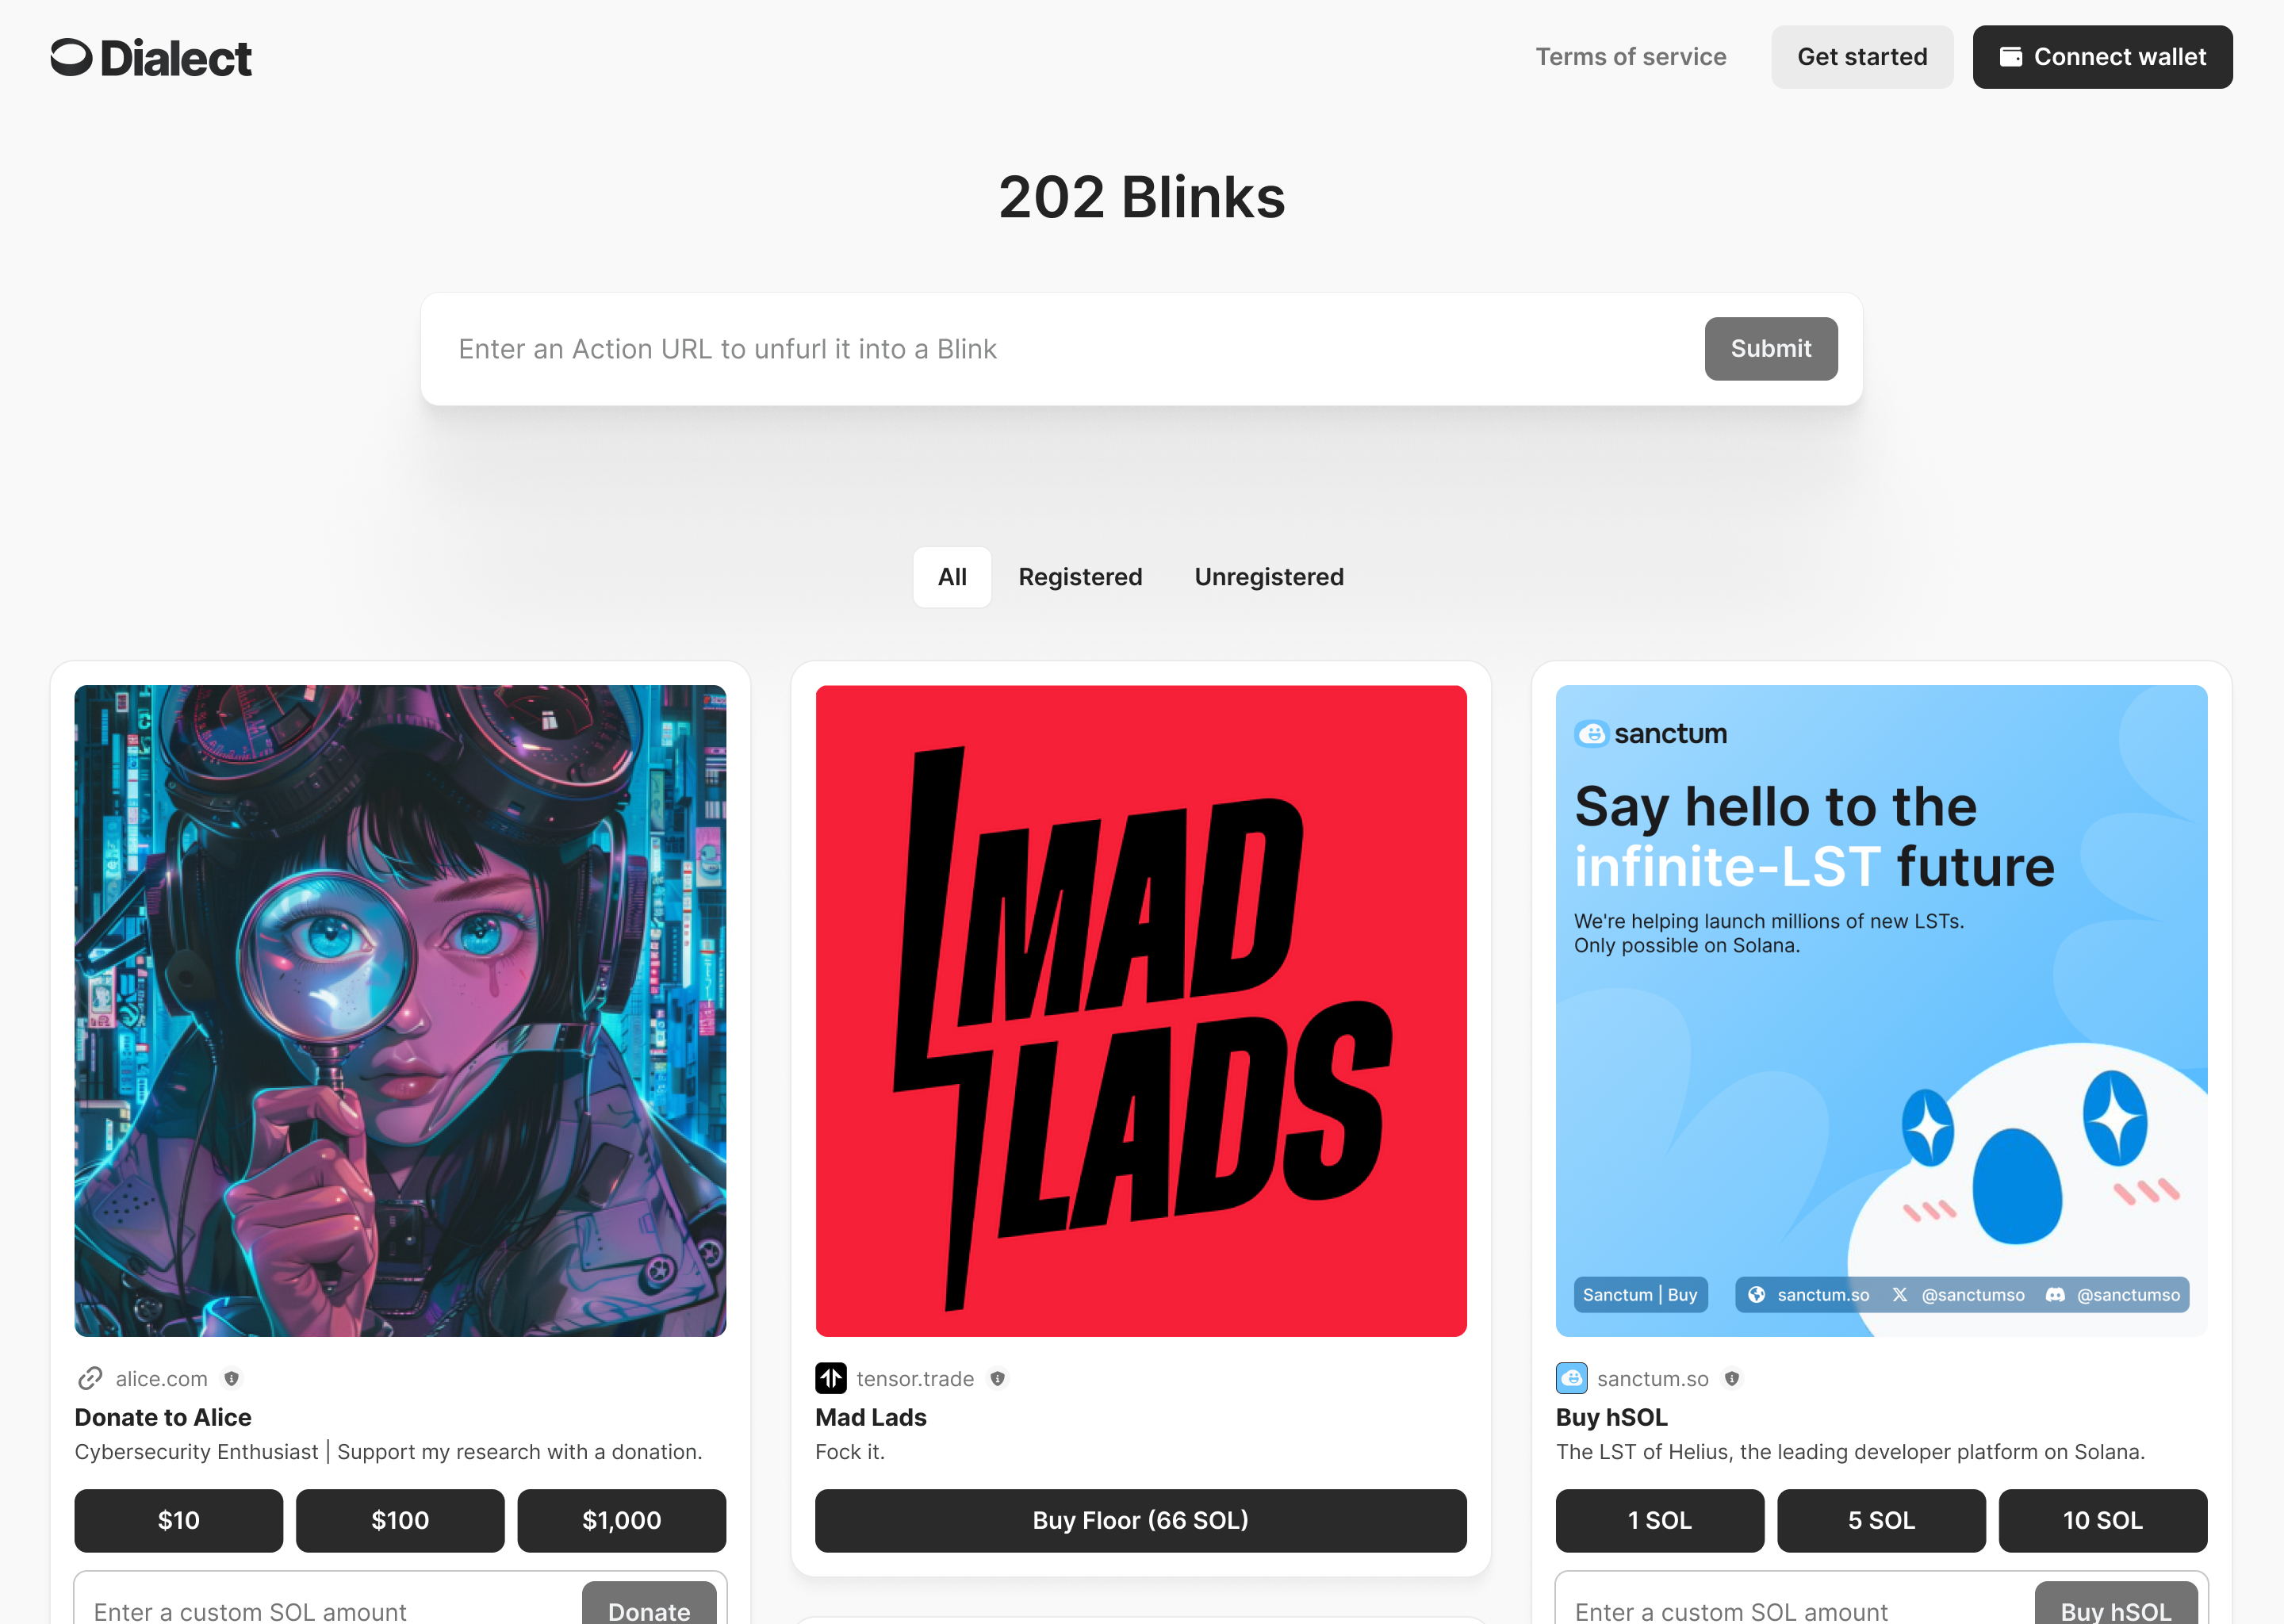 Dialect
Terms of service
Get started
Connect wallet
202 Blinks
Enter an Action URL to unfurl it into a Blink
Submit
All
Registered
Unregistered
alice.com
Donate to Alice
Cybersecurity Enthusiast | Support my research with a donation.
$10
$100
$1,000
Enter a custom SOL amount
Donate
MAD
LADS
tensor.trade
Mad Lads
Fock it.
Buy Floor (66 SOL)
sanctum
Say hello to the
infinite-LST future
We're helping launch millions of new LSTs.
Only possible on Solana.
Sanctum | Buy
sanctum.so
@sanctumso
@sanctumso
sanctum.so
Buy hSOL
The LST of Helius, the leading developer platform on Solana.
1 SOL
5 SOL
10 SOL
Enter a custom SOL amount
Buy hSOL